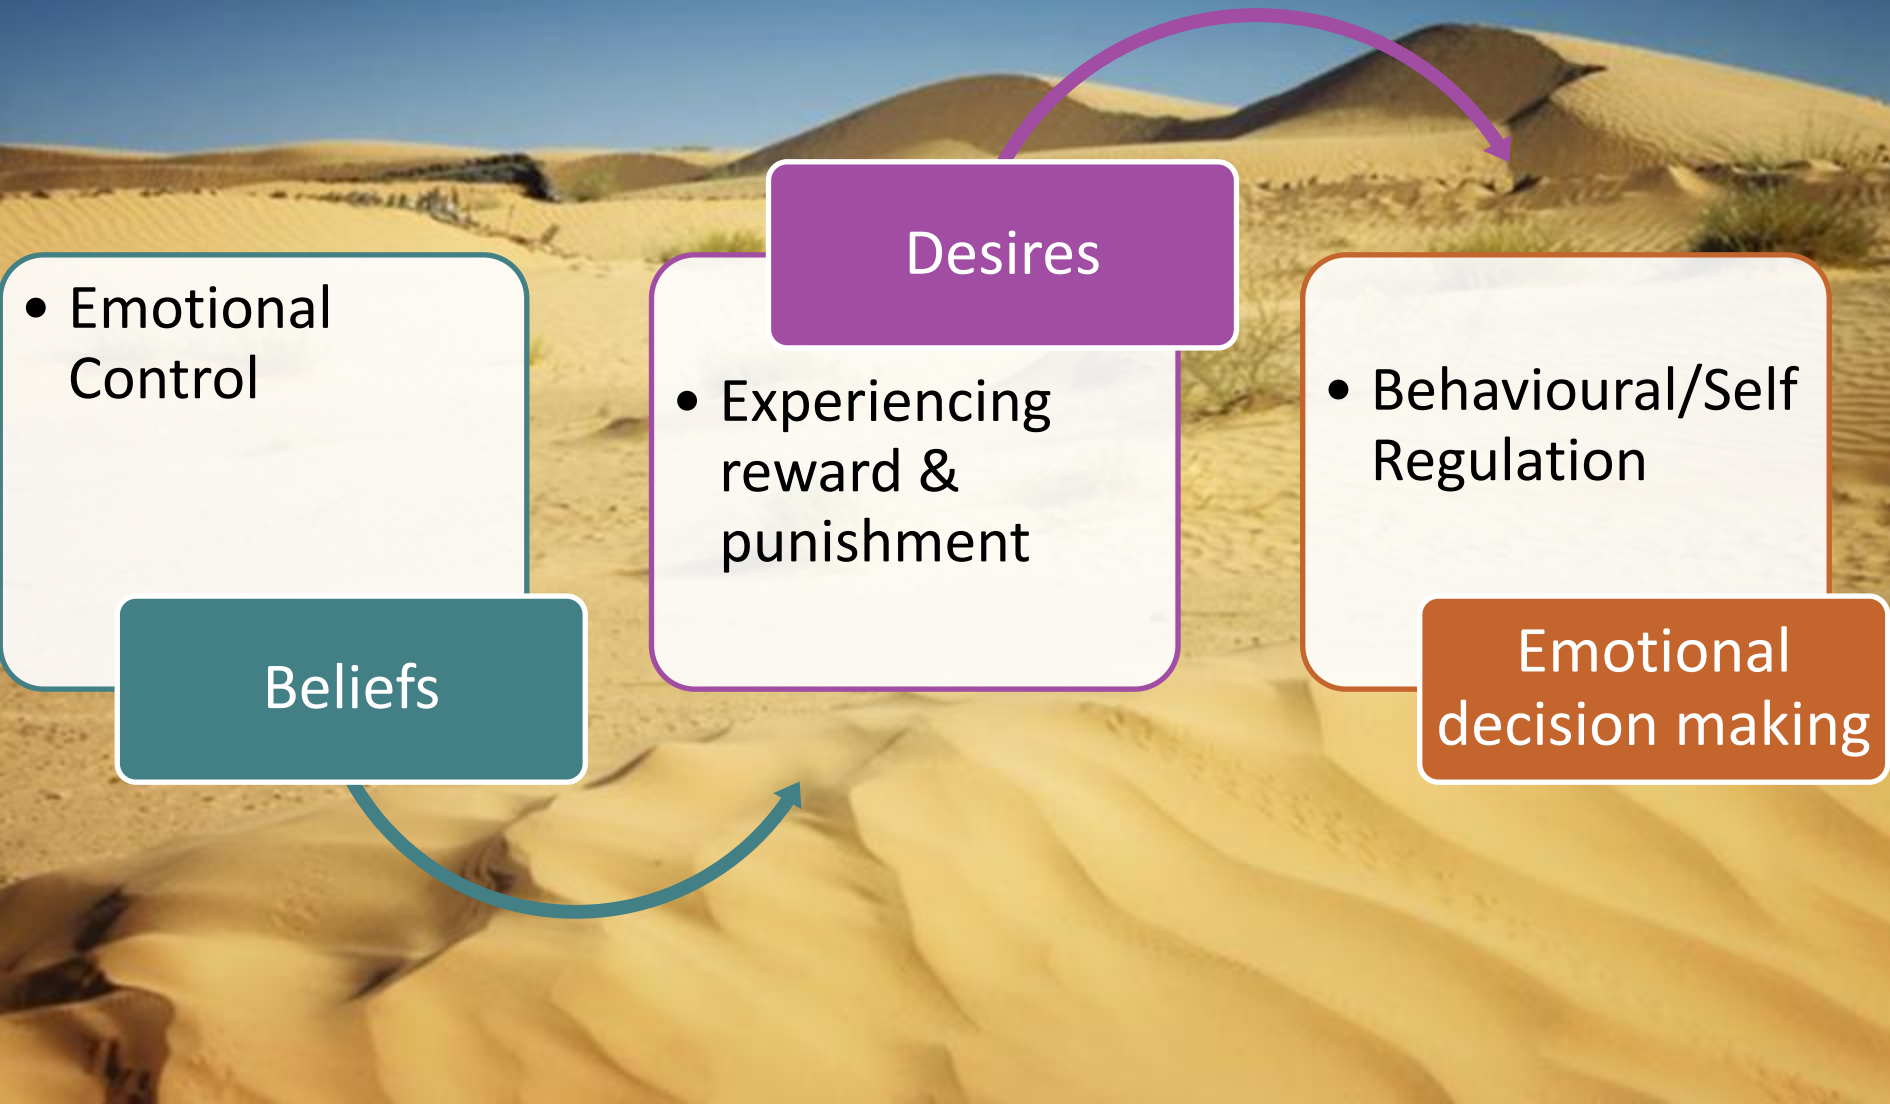 • Emotional
Control
Beliefs
Desires
• Experiencing
reward &
punishment
• Behavioural/Self
Regulation
Emotional
decision making